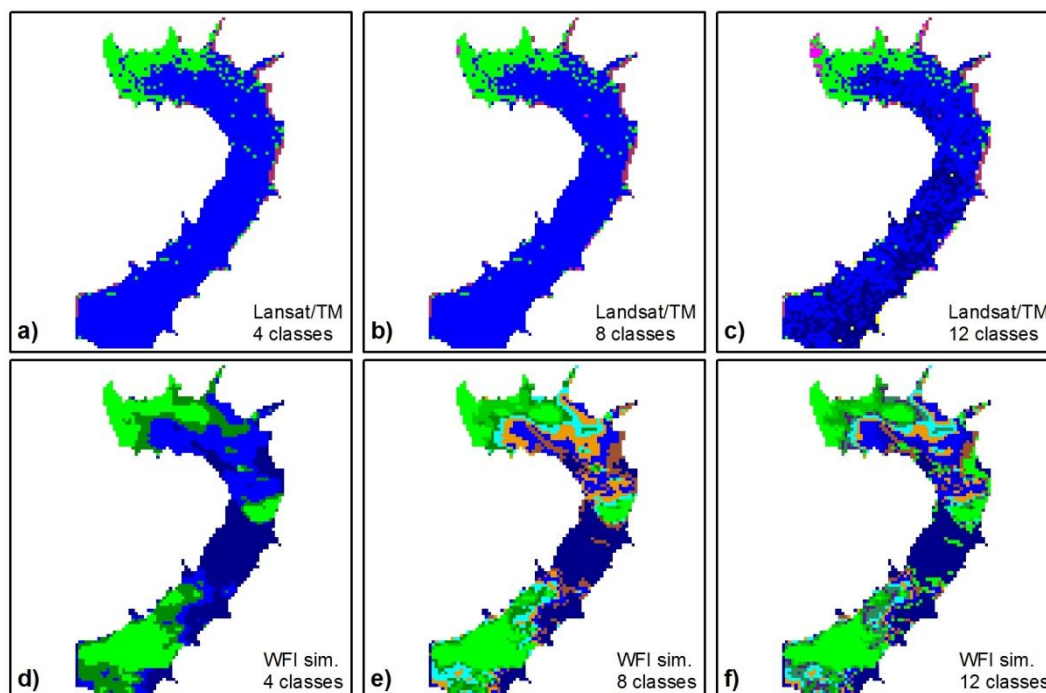 Lansat/TM
a) 4 classes
Landsat/TM
b) 8 classes
Landsat/TM
c) 12 classes
WFI sim.
d) 4 classes
WFI sim.
e) 8 classes
WFI sim.
f) 12 classes